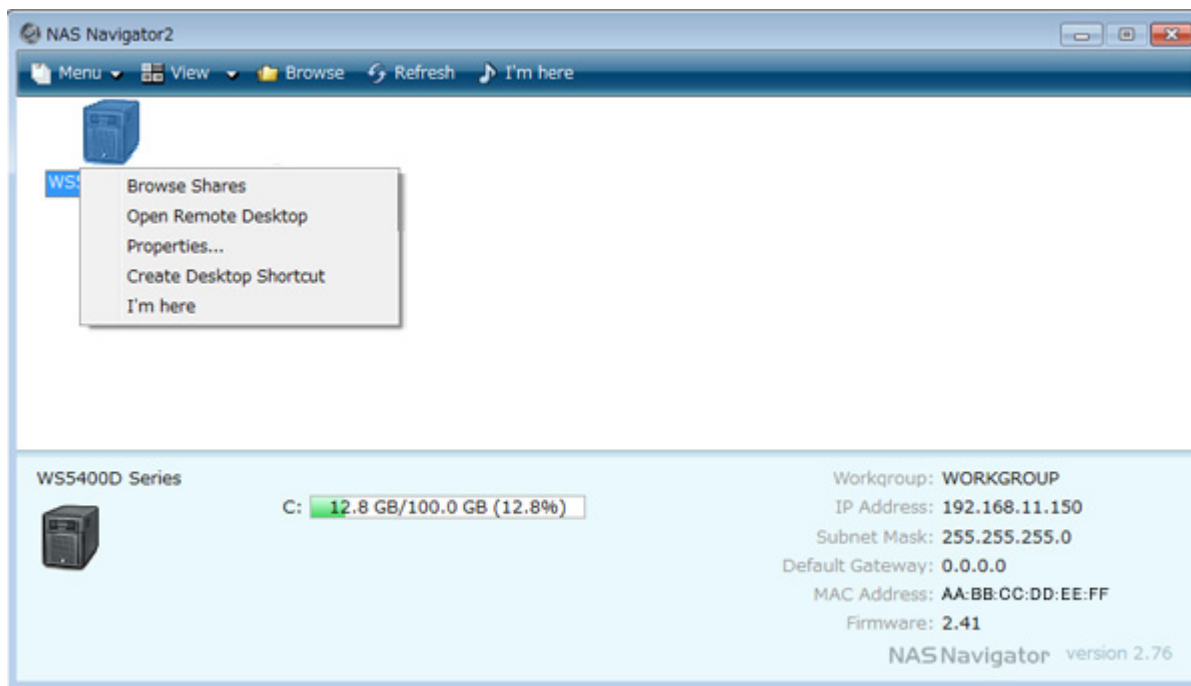 NAS Navigator2
Menu View Browse Refresh I'm here
WS5
Browse Shares
Open Remote Desktop
Properties...
Create Desktop Shortcut
I'm here
WS5400D Series
C: 12.8 GB/100.0 GB (12.8%)
Workgroup: WORKGROUP
IP Address: 192.168.11.150
Subnet Mask: 255.255.255.0
Default Gateway: 0.0.0.0
MAC Address: AA:BB:CC:DD:EE:FF
Firmware: 2.41
NAS Navigator version 2.76